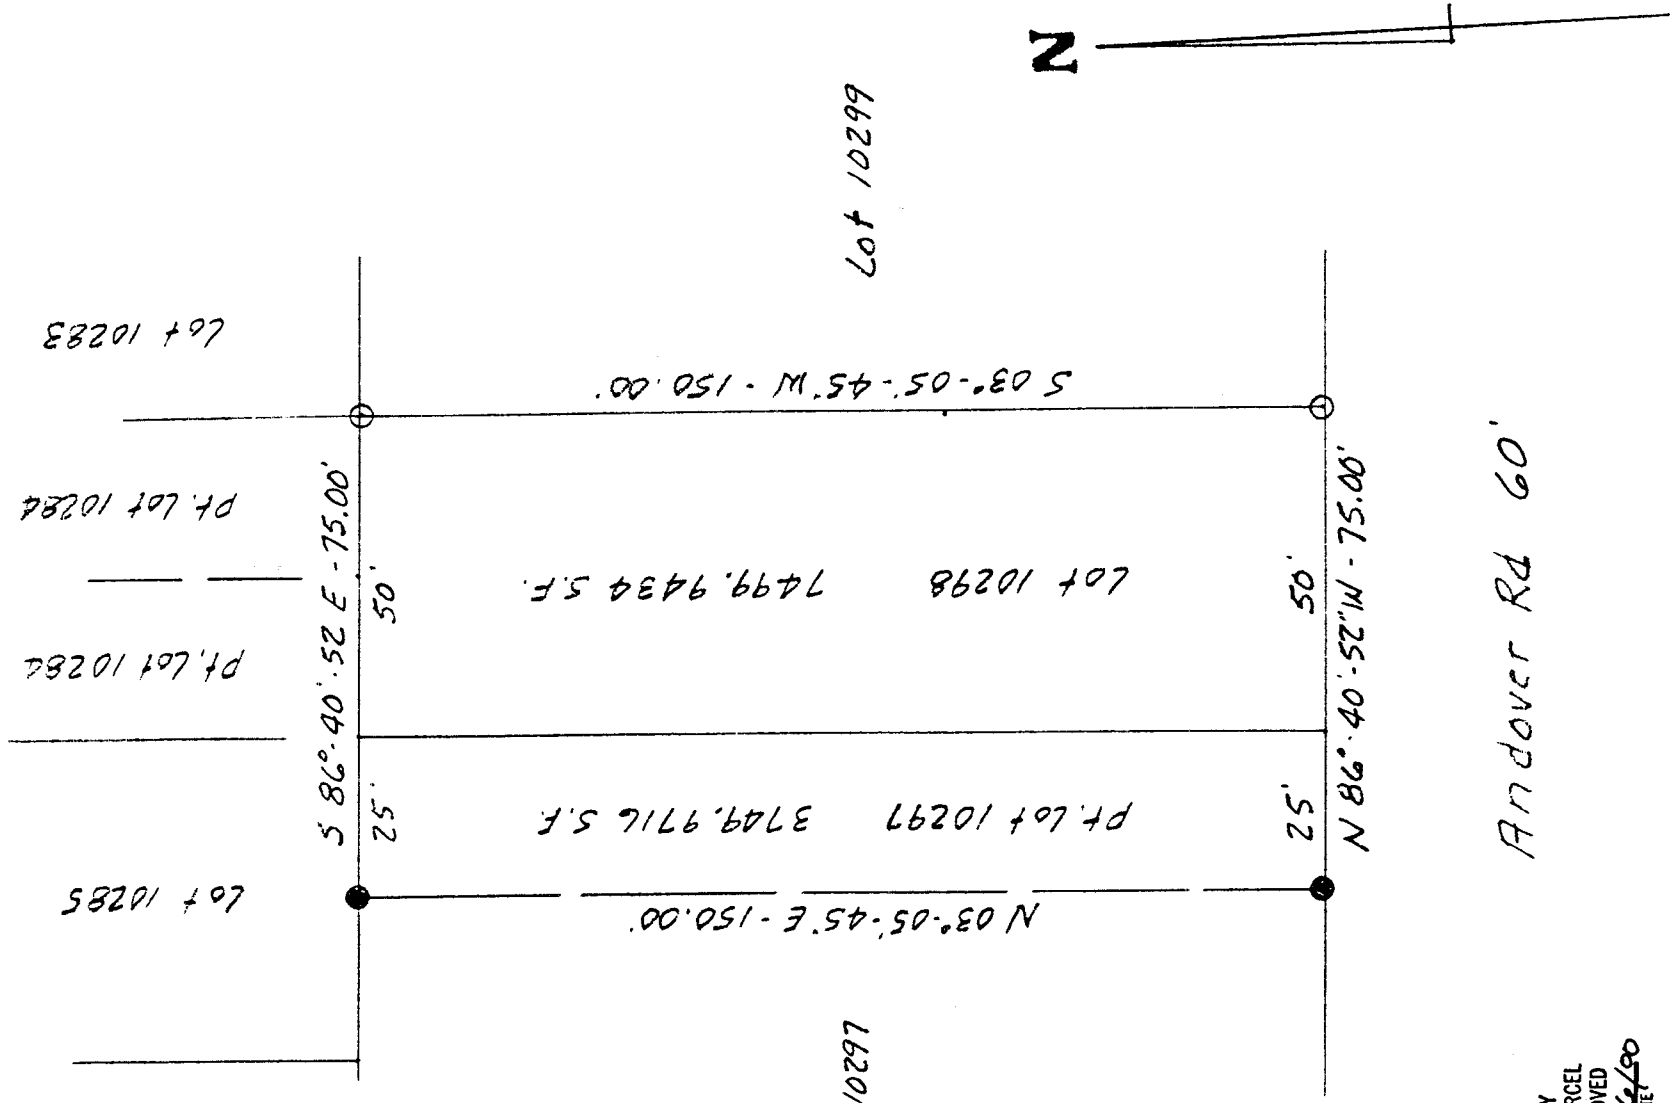 N
Lot 10299
Lot 10283
S 03°-05'-45" W - 150.00'
Pt. Lot 10284
S 86°-40'-52 E - 75.00'
50'
Lot 10298 7499.9434 S.F.
50'
N 86°-40'-52" W - 75.00'
Andover Rd 60'
Pt. Lot 10284
25'
Pt. Lot 10297 3749.9716 S.F.
25'
Lot 10285
N 03°-05'-45" E - 150.00'
10297